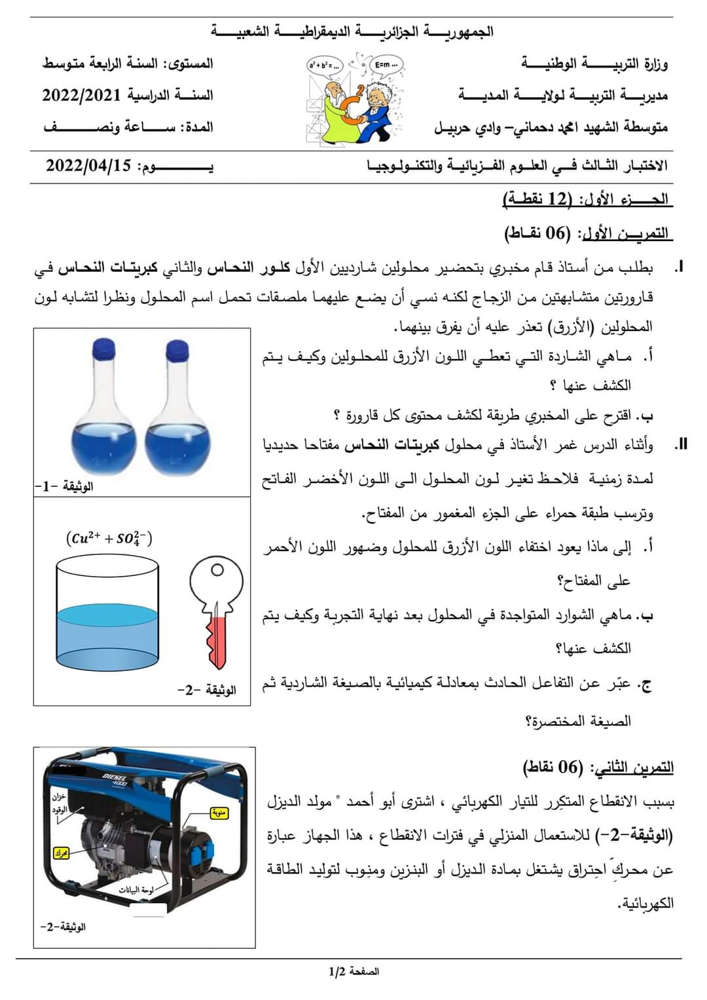 الجمهورية الجزائرية الديمقراطية الشعبية
وزارة التربية الوطنية
a² + b² = ...
E=m ...
المستوى: السنة الرابعة متوسط
مديرية التربية لولاية المدية
C²
السنة الدراسية 2022/2021
متوسطة الشهيد امحمد دحماني– وادي حربيل
المدة: ساعة ونصف
الاختبار الثالث في العلوم الفزيائية والتكنولوجيا
يوم: 2022/04/15
الجزء الأول: (12 نقطة)
التمرين الأول: (06 نقاط)
I. بطلب من أستاذ قام مخبري بتحضير محلولين شارديين الأول كلور النحاس والثاني كبريتات النحاس في
قارورتين متشابهتين من الزجاج لكنه نسي أن يضع عليهما ملصقات تحمل اسم المحلول ونظرا لتشابه لون
المحلولين (الأزرق) تعذر عليه أن يفرق بينهما.
أ. ماهي الشاردة التي تعطي اللون الأزرق للمحلولين وكيف يتم
الكشف عنها ؟
ب. اقترح على المخبري طريقة لكشف محتوى كل قارورة ؟
الوثيقة -1-
II. وأثناء الدرس غمر الأستاذ في محلول كبريتات النحاس مفتاحا حديديا
لمدة زمنية فلاحظ تغير لون المحلول الى اللون الأخضر الفاتح
وترسب طبقة حمراء على الجزء المغمور من المفتاح.
أ. إلى ماذا يعود اختفاء اللون الأزرق للمحلول وضهور اللون الأحمر
على المفتاح؟
ب. ماهي الشوارد المتواجدة في المحلول بعد نهاية التجربة وكيف يتم
الكشف عنها؟
ج. عبّر عن التفاعل الحادث بمعادلة كيميائية بالصيغة الشاردية ثم
الصيغة المختصرة؟
(Cu²⁺ + SO₄²⁻)
الوثيقة -2-
التمرين الثاني: (06 نقاط)
بسبب الانقطاع المتكرر للتيار الكهربائي ، اشترى أبو أحمد " مولد الديزل
(الوثيقة-2-) للاستعمال المنزلي في فترات الانقطاع ، هذا الجهاز عبارة
عن محركِّ احتِراق يشتغل بمادة الديزل أو البنزين ومنِوب لتوليد الطاقة
الكهربائية.
DIESEL
4000
خزان
الوقود
منوبة
محرك
لوحة البيانات
الوثيقة-2-
الصفحة 1/2